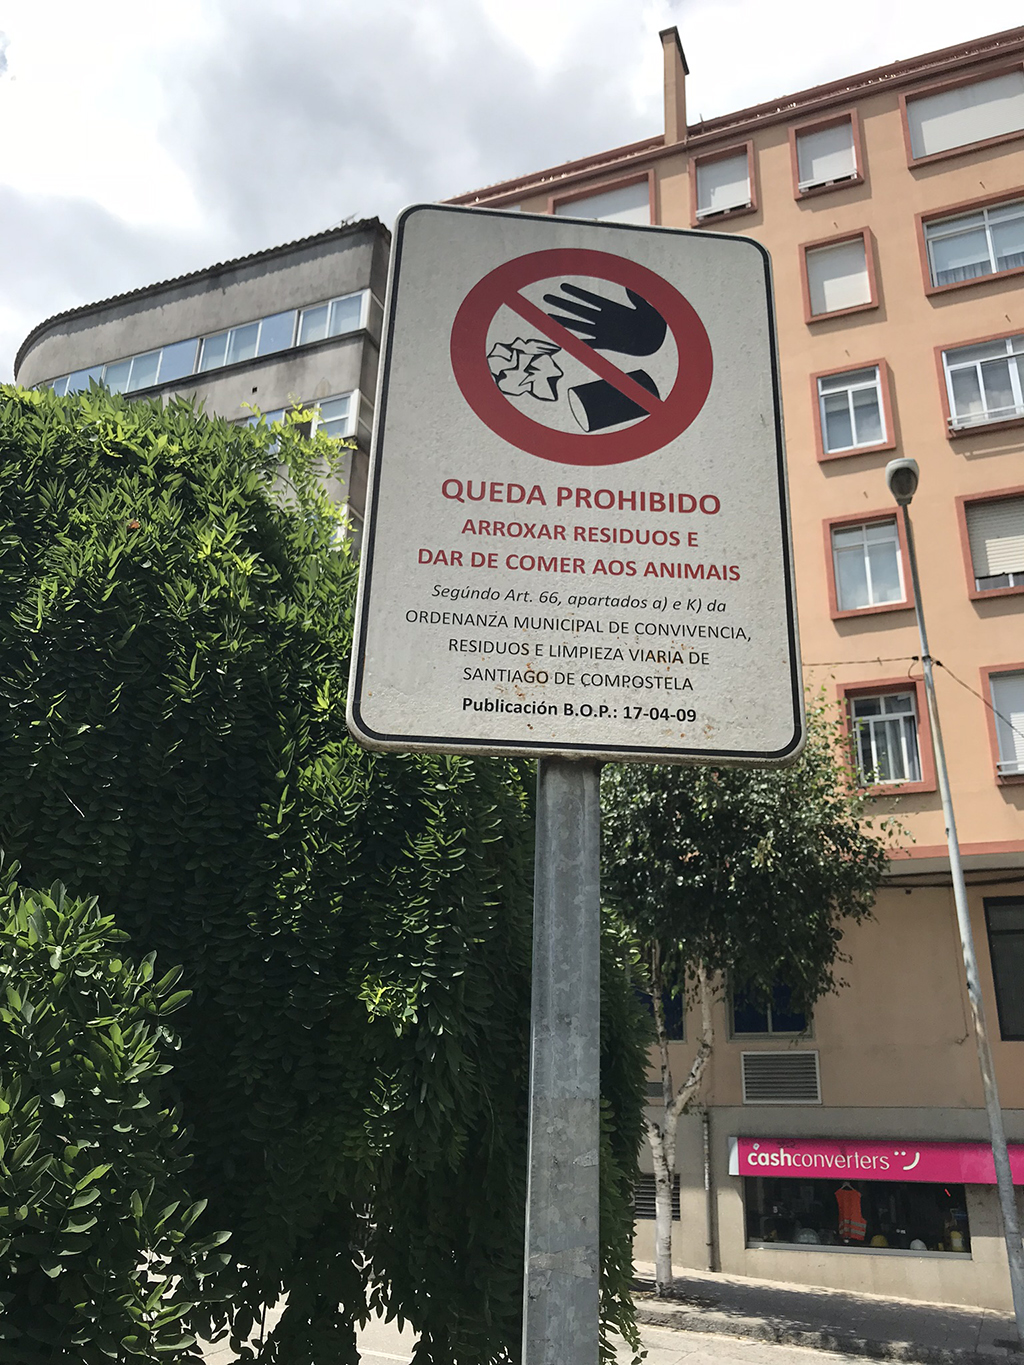 QUEDA PROHIBIDO
ARROXAR RESIDUOS E
DAR DE COMER AOS ANIMAIS
Segúndo Art. 66, apartados a) e K) da
ORDENANZA MUNICIPAL DE CONVIVENCIA,
RESIDUOS E LIMPIEZA VIARIA DE
SANTIAGO DE COMPOSTELA
Publicación B.O.P.: 17-04-09
cashconverters